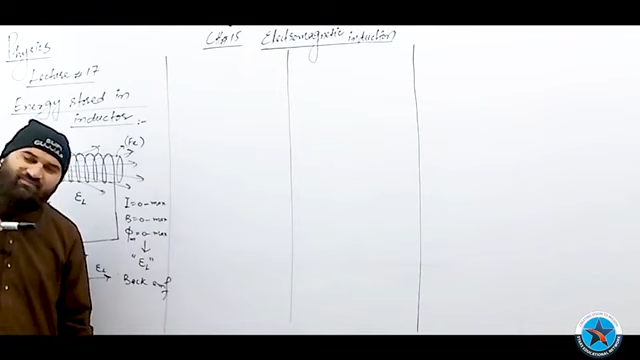 Physics
Ch#15 Electromagnetic induction
Lecture #17
Energy stored in
inductor :-
(Fe)
εL
I = 0 - max
B = 0 - max
Φ = 0 - max
"εL"
εL
Back emf